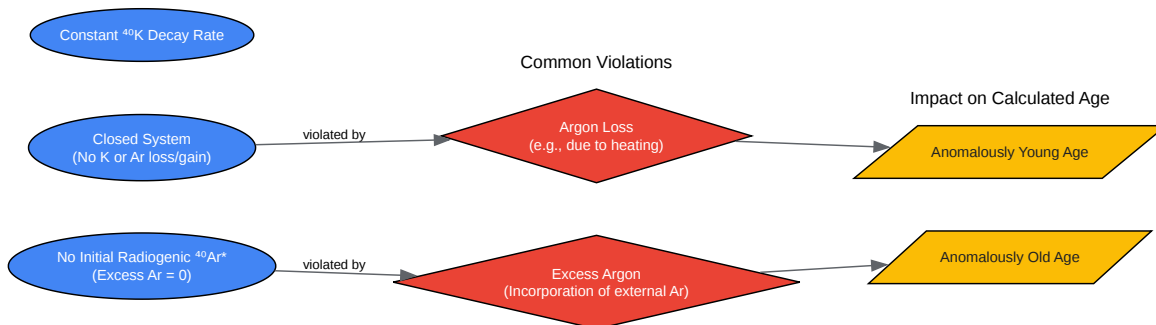 Constant ⁴⁰K Decay Rate
Common Violations
Impact on Calculated Age
Closed System
(No K or Ar loss/gain)
violated by
Argon Loss
(e.g., due to heating)
Anomalously Young Age
No Initial Radiogenic ⁴⁰Ar*
(Excess Ar = 0)
violated by
Excess Argon
(Incorporation of external Ar)
Anomalously Old Age